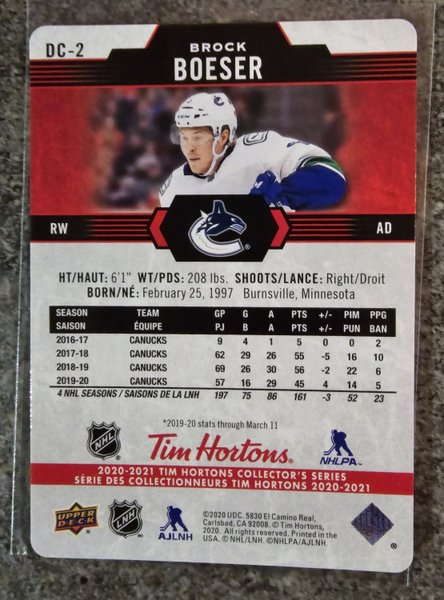 DC-2
BROCK
BOESER
RW
AD
HT/HAUT: 6'1" WT/PDS: 208 lbs. SHOOTS/LANCE: Right/Droit
BORN/NÉ: February 25, 1997 Burnsville, Minnesota
SEASON TEAM GP G A PTS +/- PIM PPG
SAISON ÉQUIPE PJ B A PTS +/- PUN BAN
2016-17 CANUCKS 9 4 1 5 0 0 2
2017-18 CANUCKS 62 29 26 55 -5 16 10
2018-19 CANUCKS 69 26 30 56 -2 22 6
2019-20 CANUCKS 57 16 29 45 4 14 5
4 NHL SEASONS / SAISONS DE LA LNH 197 75 86 161 -3 52 23
*2019-20 stats through March 11
NHL
Tim Hortons.
NHLPA
2020-2021 TIM HORTONS COLLECTOR'S SERIES
SÉRIE DES COLLECTIONNEURS TIM HORTONS 2020-2021
UPPER DECK
LNH
AJLNH
©2020 UDC. 5830 El Camino Real,
Carlsbad, CA 92008. © Tim Hortons,
2020. All rights reserved. Printed in the
USA. © NHL/LNH. ©NHLPA/AJLNH.
®